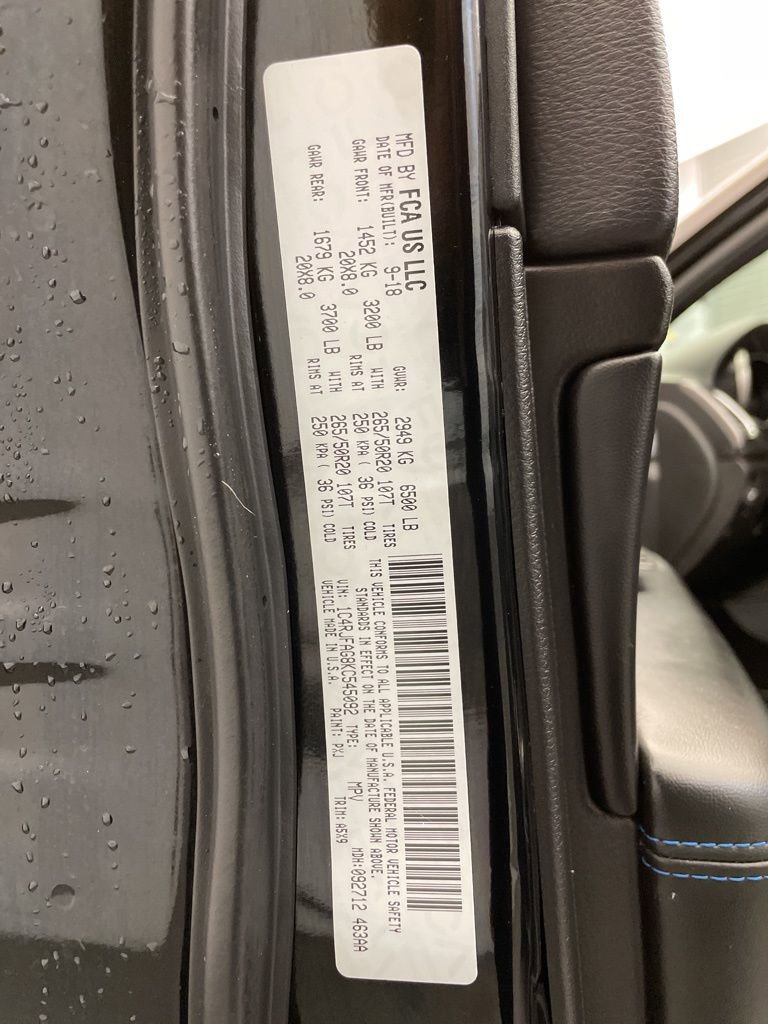 MFD BY FCA US LLC
DATE OF MFR(BUILT): 9-18 GVWR: 2949 KG 6500 LB
GAWR FRONT: 1452 KG 3200 LB WITH 265/50R20 107T TIRES
20X8.0 RIMS AT 250 KPA ( 36 PSI) COLD
GAWR REAR: 1679 KG 3700 LB WITH 265/50R20 107T TIRES
20X8.0 RIMS AT 250 KPA ( 36 PSI) COLD
THIS VEHICLE CONFORMS TO ALL APPLICABLE U.S.A. FEDERAL MOTOR VEHICLE SAFETY
STANDARDS IN EFFECT ON THE DATE OF MANUFACTURE SHOWN ABOVE.
VIN: 1C4RJFAG8KC545092 TYPE: MPV MDH:092712 463AA
VEHICLE MADE IN U.S.A. PAINT: PXJ TRIM:A5X9